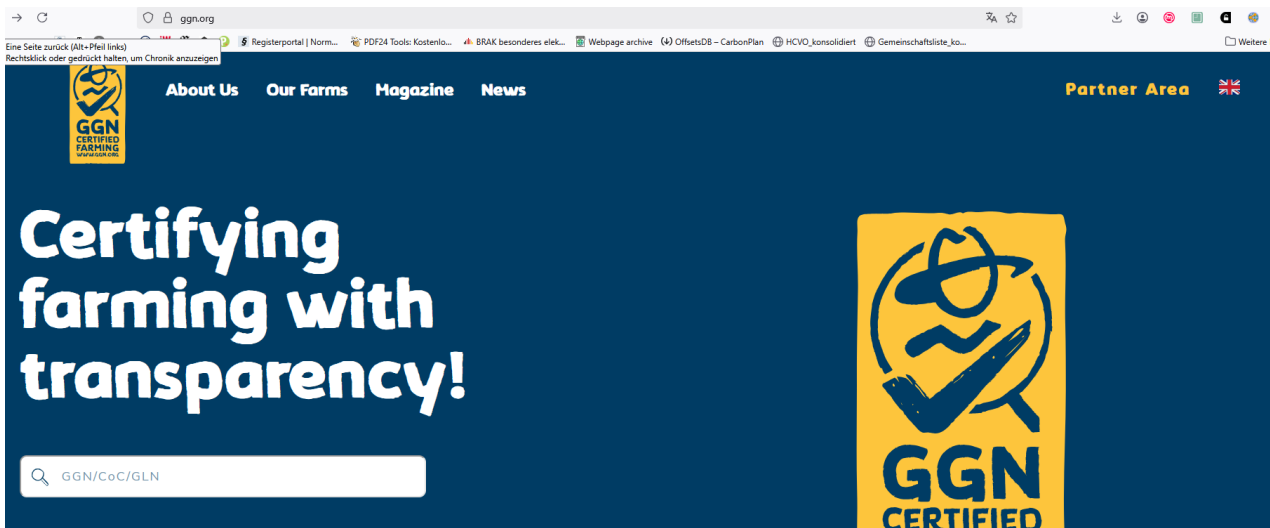 ggn.org
Eine Seite zurück (Alt+Pfeil links)
Rechtsklick oder gedrückt halten, um Chronik anzuzeigen
Registerportal | Norm...
PDF24 Tools: Kostenlo...
BRAK besonderes elek...
Webpage archive
OffsetsDB – CarbonPlan
HCVO_konsolidiert
Gemeinschaftsliste_ko...
Weitere
GGN
CERTIFIED
FARMING
WWW.GGN.ORG
About Us
Our Farms
Magazine
News
Partner Area
Certifying
farming with
transparency!
GGN/CoC/GLN
GGN
CERTIFIED